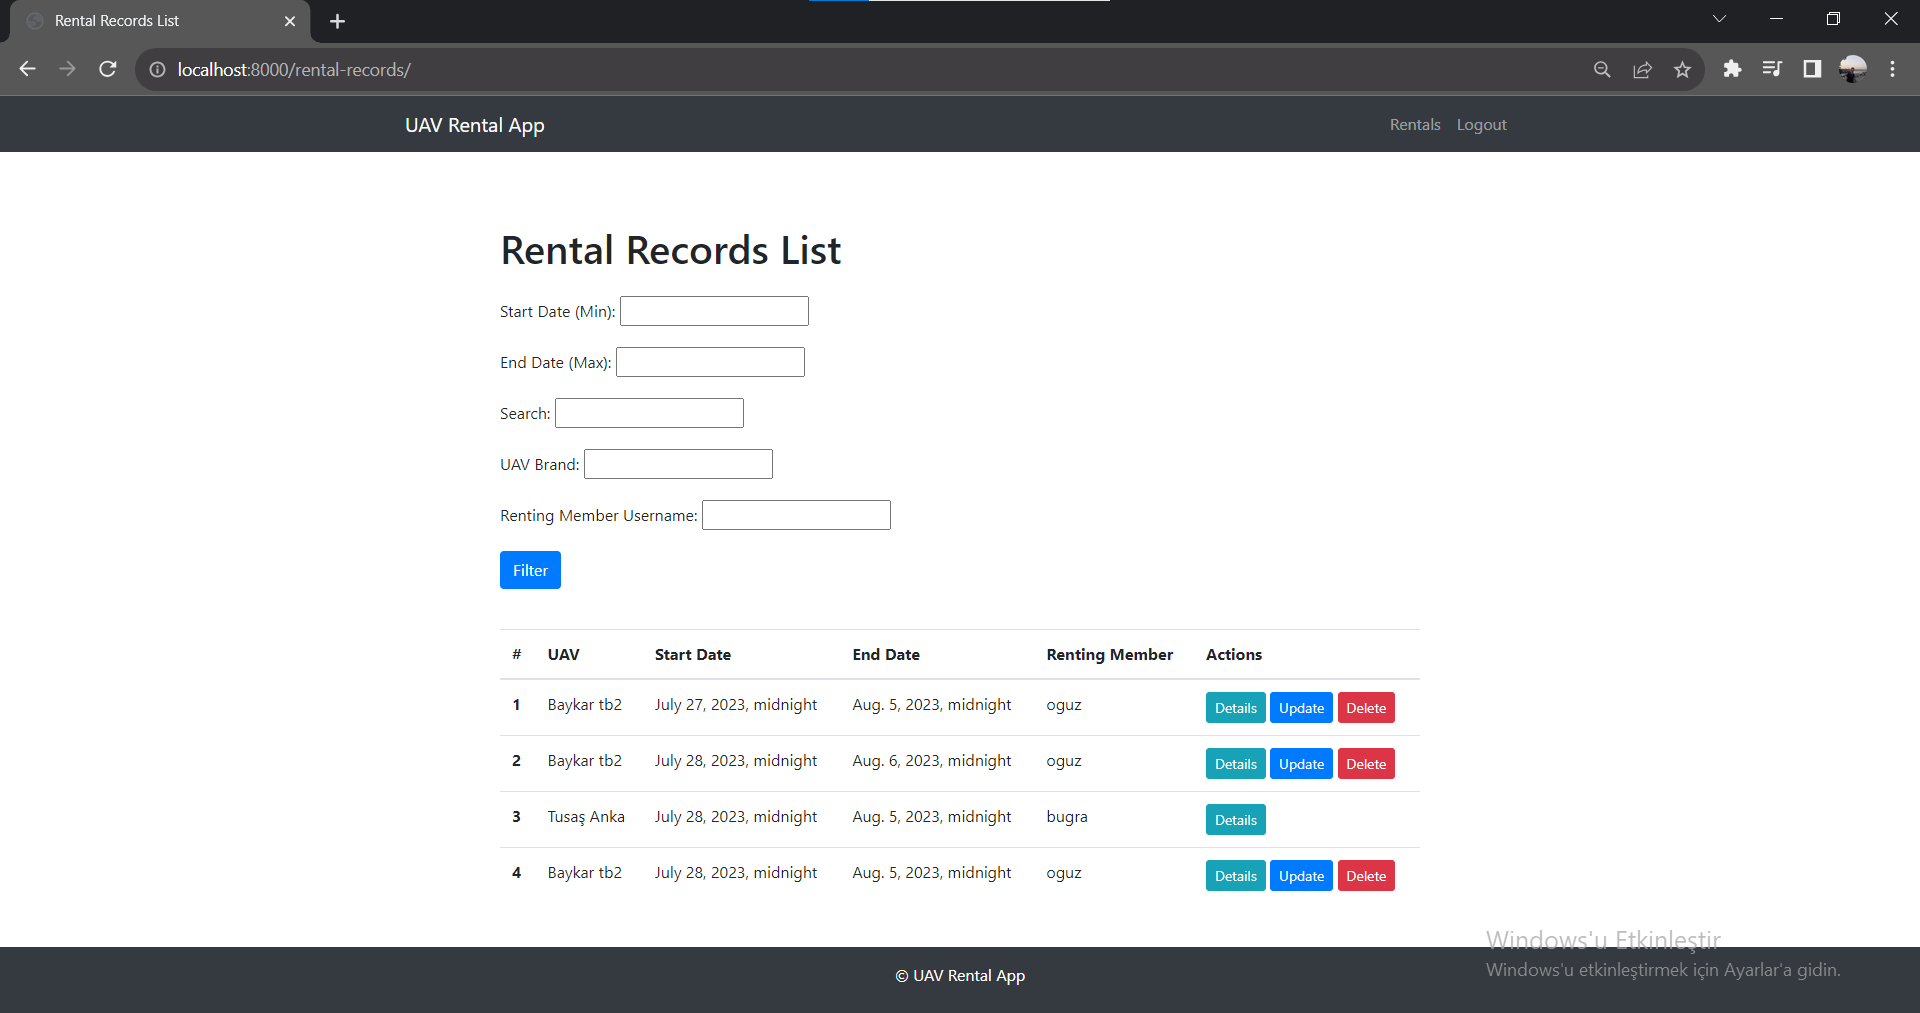 Rental Records List
localhost:8000/rental-records/
UAV Rental App Rentals Logout
Rental Records List
Start Date (Min):
End Date (Max):
Search:
UAV Brand:
Renting Member Username:
Filter
# UAV Start Date End Date Renting Member Actions
1 Baykar tb2 July 27, 2023, midnight Aug. 5, 2023, midnight oguz Details Update Delete
2 Baykar tb2 July 28, 2023, midnight Aug. 6, 2023, midnight oguz Details Update Delete
3 Tusaş Anka July 28, 2023, midnight Aug. 5, 2023, midnight bugra Details
4 Baykar tb2 July 28, 2023, midnight Aug. 5, 2023, midnight oguz Details Update Delete
Windows'u Etkinleştir
Windows'u etkinleştirmek için Ayarlar'a gidin.
© UAV Rental App